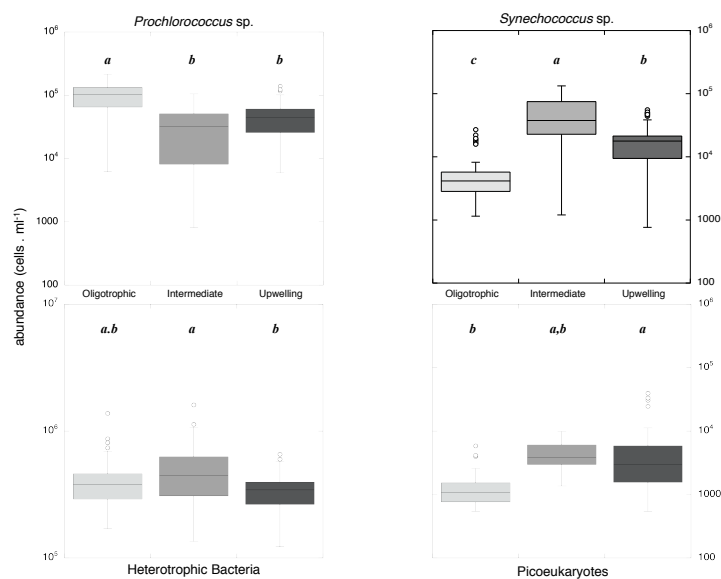 Prochlorococcus sp.
Synechococcus sp.
10⁶
10⁵
10⁴
1000
100
a
b
b
Oligotrophic
Intermediate
Upwelling
c
a
b
10⁶
10⁵
10⁴
1000
100
Oligotrophic
Intermediate
Upwelling
abundance (cells . ml⁻¹)
10⁷
10⁶
10⁵
a.b
a
b
Heterotrophic Bacteria
b
a,b
a
10⁶
10⁵
10⁴
1000
100
Picoeukaryotes